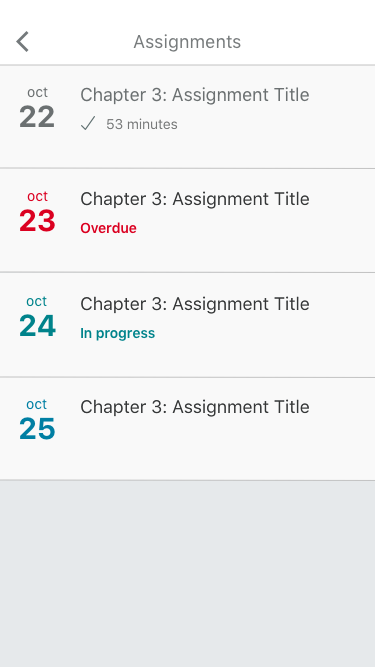 Assignments
oct
22
Chapter 3: Assignment Title
53 minutes
oct
23
Chapter 3: Assignment Title
Overdue
oct
24
Chapter 3: Assignment Title
In progress
oct
25
Chapter 3: Assignment Title